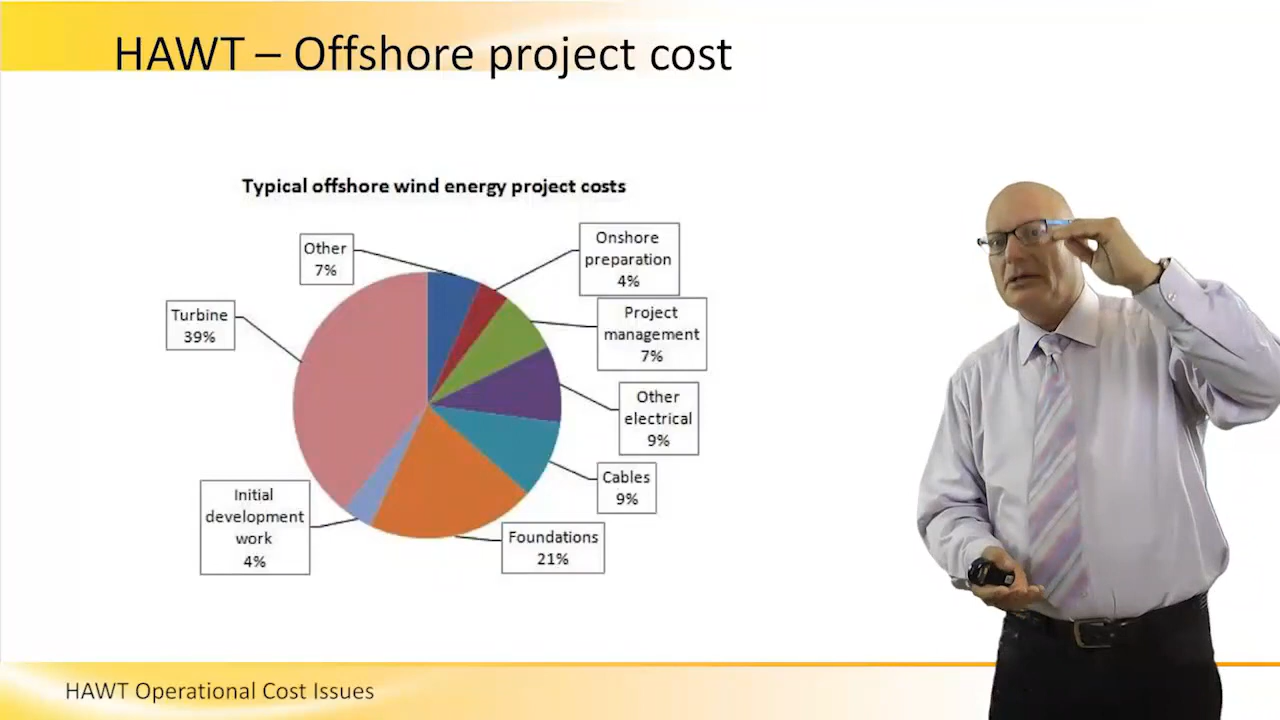 HAWT – Offshore project cost
Typical offshore wind energy project costs
Other
7%
Onshore
preparation
4%
Turbine
39%
Project
management
7%
Other
electrical
9%
Cables
9%
Initial
development
work
4%
Foundations
21%
HAWT Operational Cost Issues